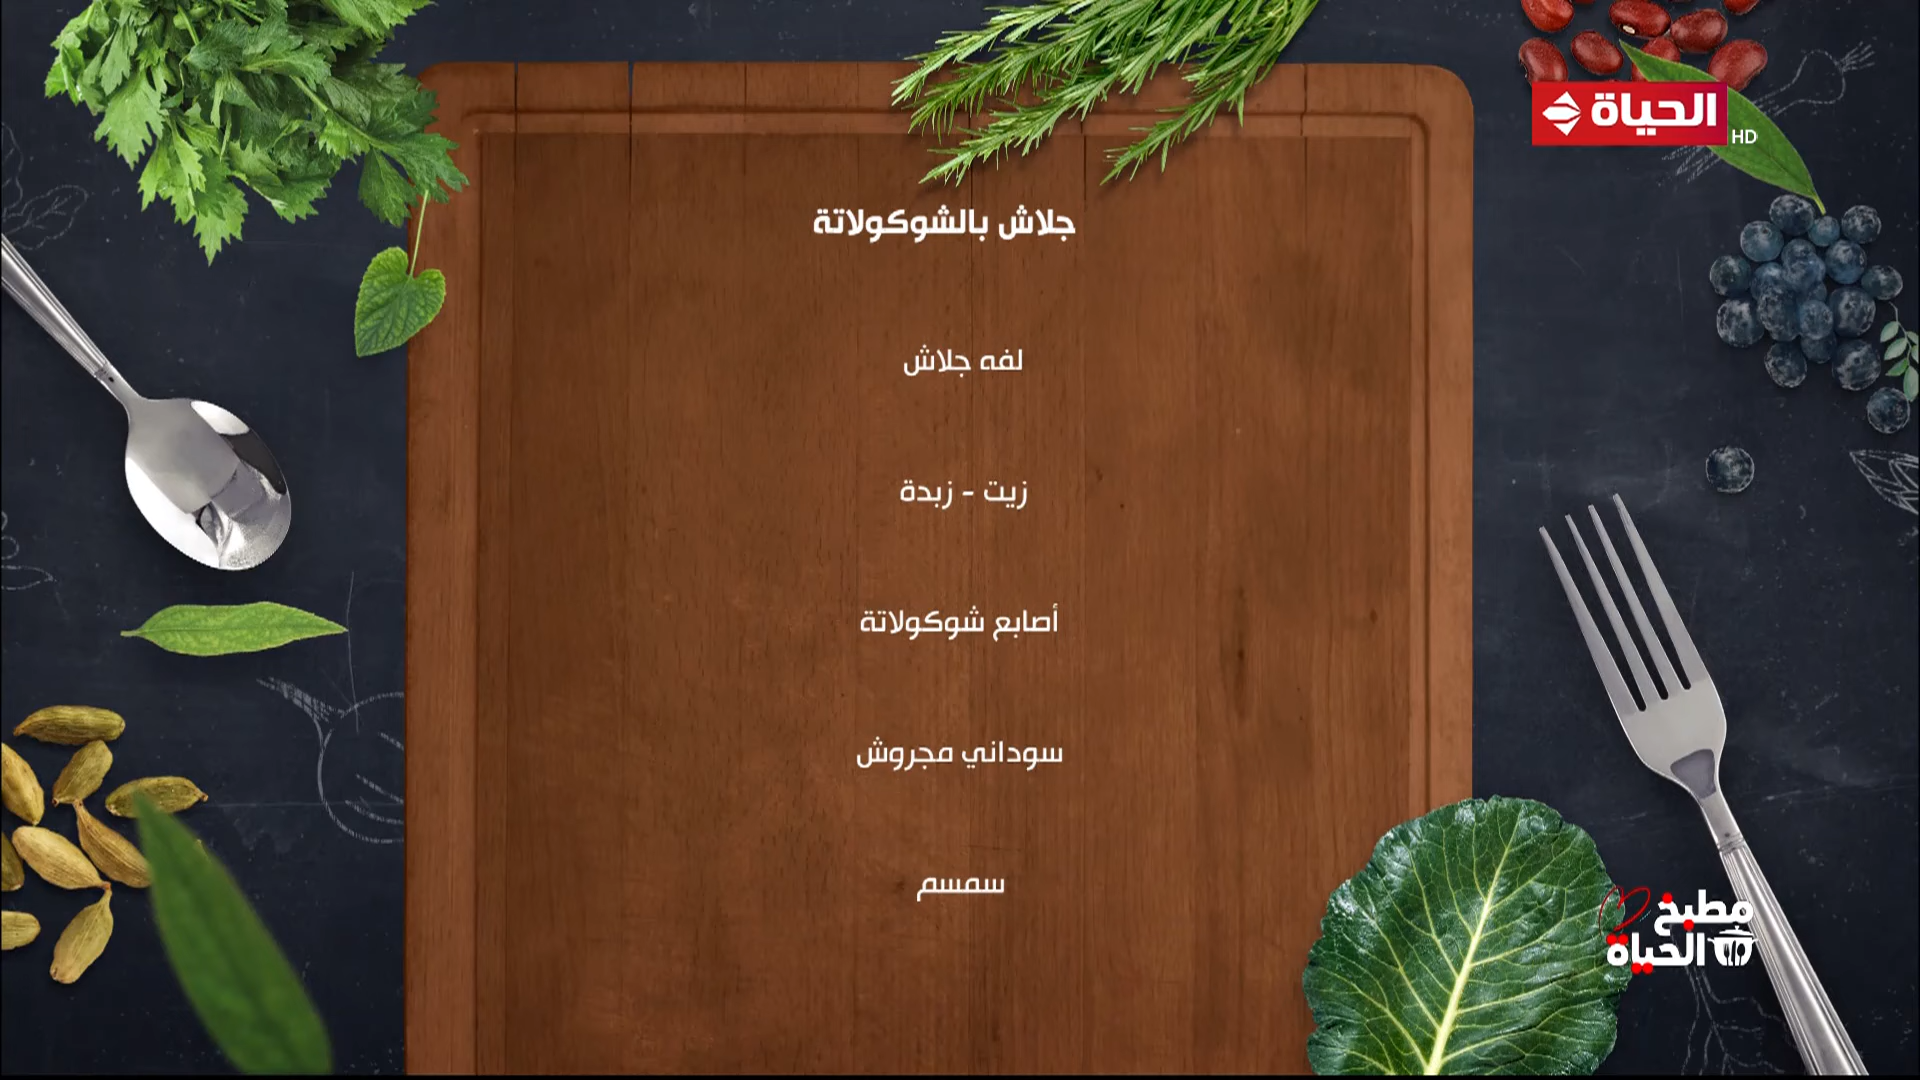 الحياة
HD
جلاش بالشوكولاتة
لفه جلاش
زيت - زبدة
أصابع شوكولاتة
سوداني مجروش
سمسم
مطبخ
الحياة